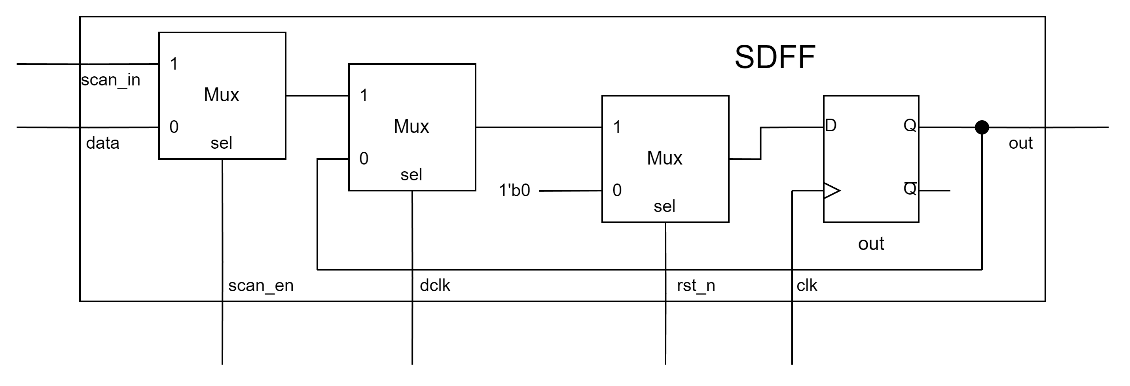 SDFF
scan_in
data
1
Mux
0
sel
1
Mux
0
sel
1'b0
1
Mux
0
sel
D
Q
Q̅
out
out
scan_en
dclk
rst_n
clk